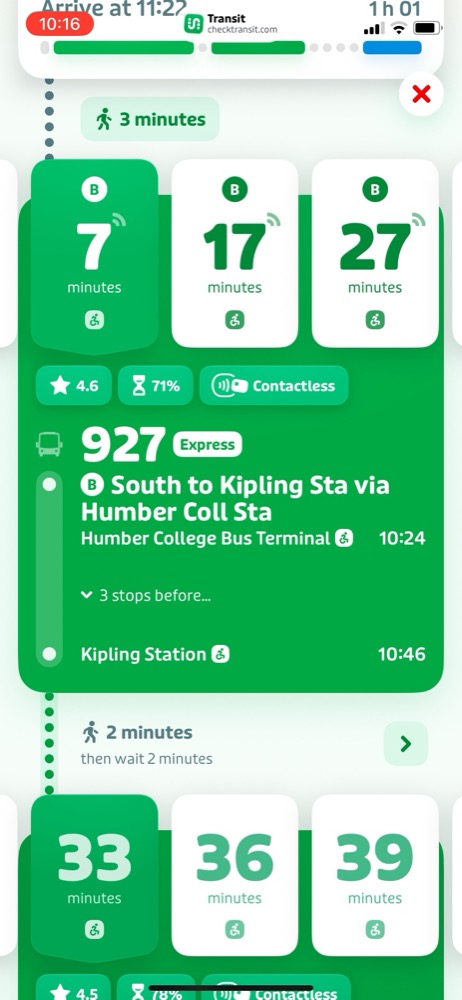 Arrive at 11:22
1 h 01
10:16
Transit
checktransit.com
3 minutes
B
B
B
7
17
27
minutes
minutes
minutes
4.6
71%
Contactless
927 Express
B South to Kipling Sta via
Humber Coll Sta
Humber College Bus Terminal 10:24
3 stops before...
Kipling Station 10:46
2 minutes
then wait 2 minutes
33
36
39
minutes
minutes
minutes
4.5
78%
Contactless